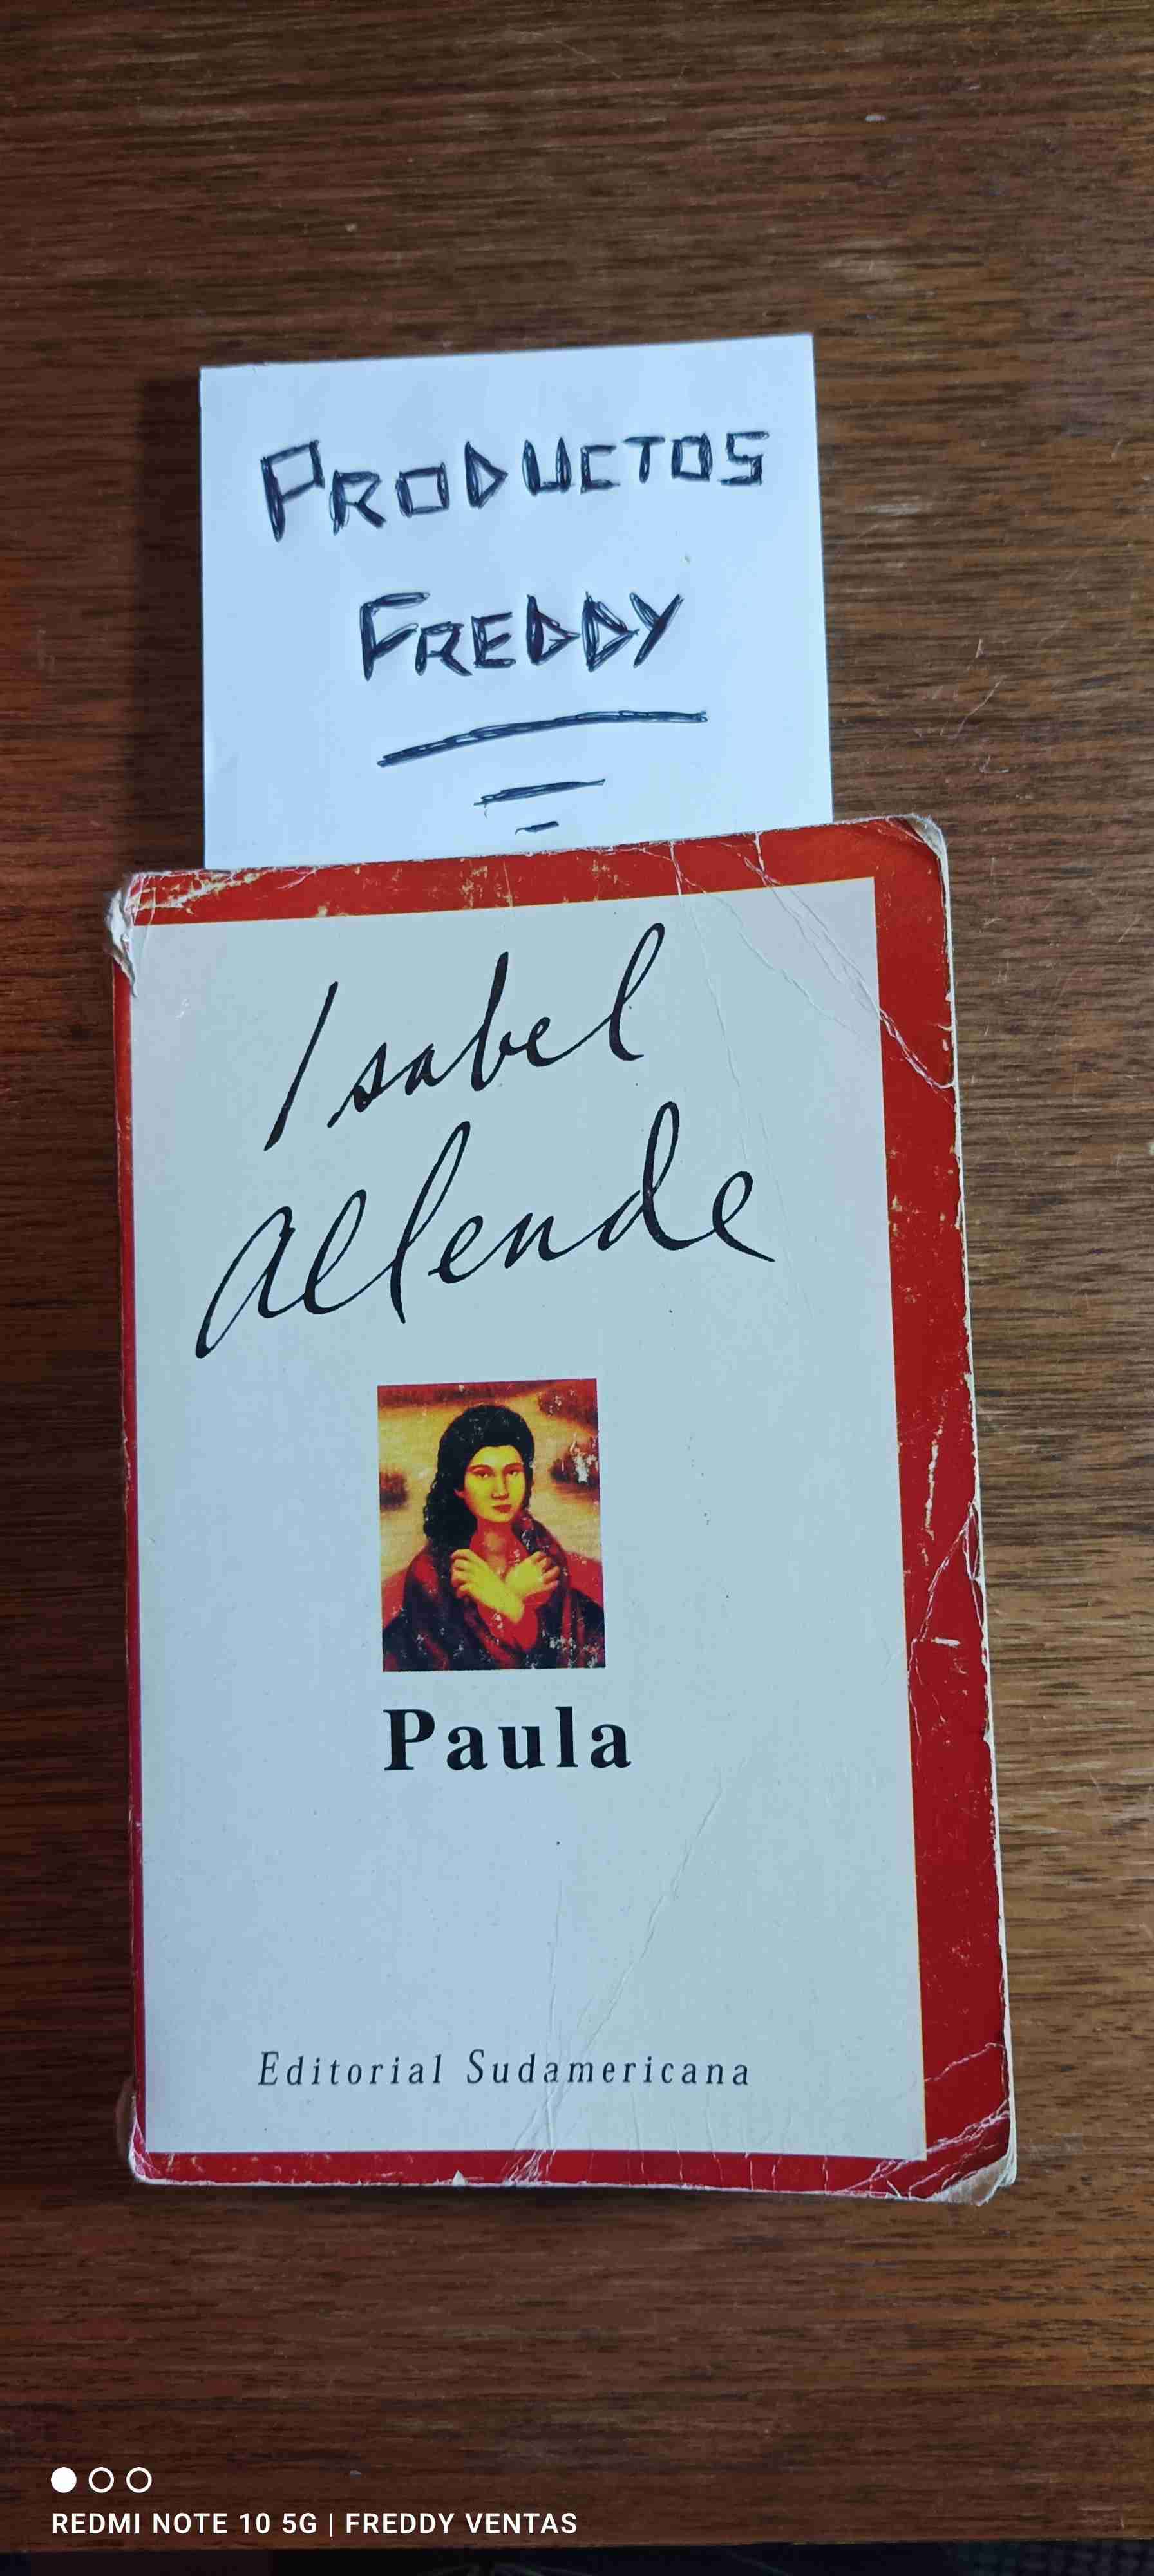 PRODUCTOS
FREDDY
Isabel
Allende
Paula
Editorial Sudamericana
REDMI NOTE 10 5G | FREDDY VENTAS